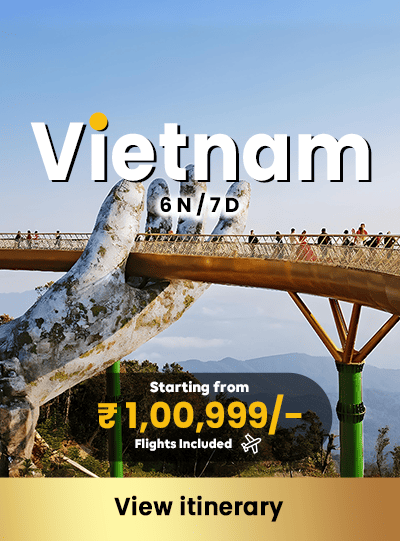 Vietnam
6N/7D
Starting from
₹ 1,00,999/-
Flights Included
View itinerary